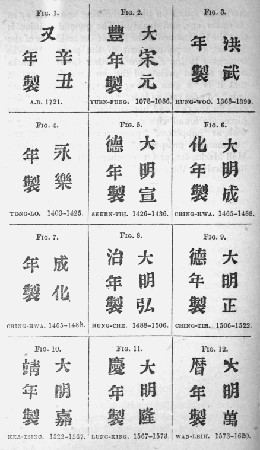 FIG. 1.
又
辛丑
年製
A.D. 1721.
FIG. 2.
大宋元
豐年製
YUEN-FUNG. 1078–1086.
FIG. 3.
洪武
年製
HUNG-WOO. 1368–1399.
FIG. 4.
永樂
年製
YUNG-LO. 1403–1425.
FIG. 5.
大明宣
德年製
SEUEN-TIH. 1426–1436.
FIG. 6.
大明成
化年製
CHING-HWA. 1465–1488.
FIG. 7.
成化
年製
CHING-HWA. 1465–1488.
FIG. 8.
大明弘
治年製
HUNG-CHE. 1488–1506.
FIG. 9.
大明正
德年製
CHING-TIH. 1506–1522.
FIG. 10.
大明嘉
靖年製
KEA-TSING. 1522–1567.
FIG. 11.
大明隆
慶年製
LUNG-KING. 1567–1573.
FIG. 12.
大明萬
暦年製
WAN-LEIH. 1573–1620.